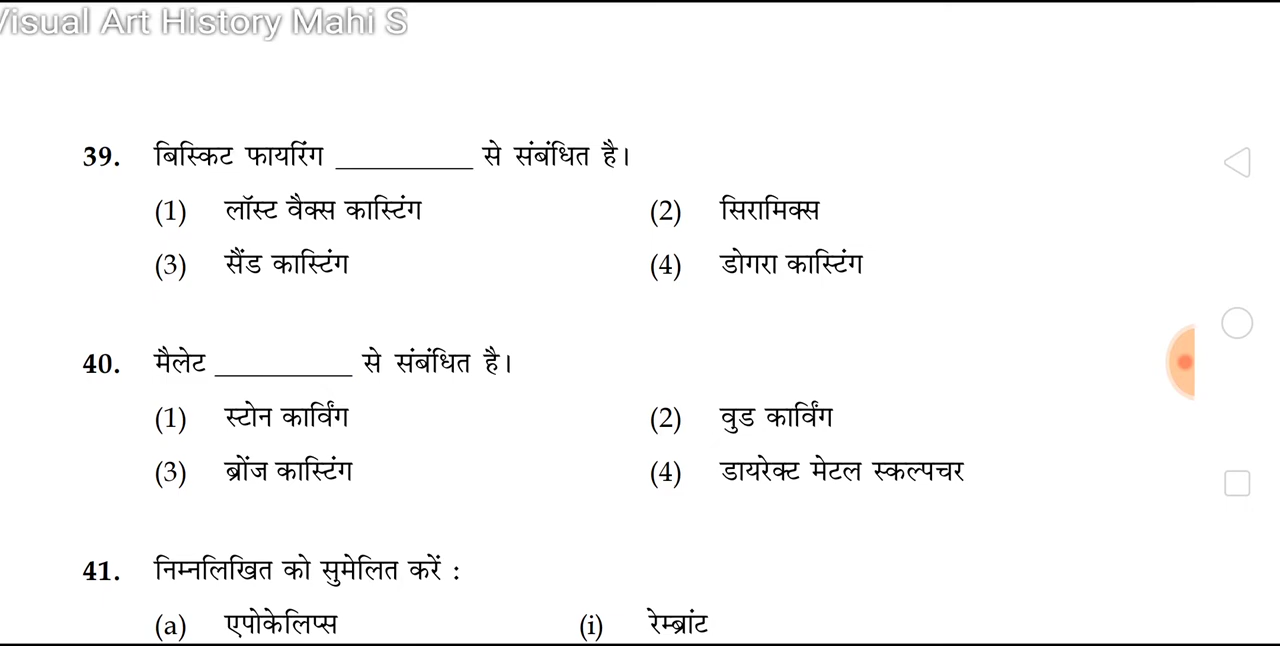 Visual Art History Mahi S
39. बिस्किट फायरिंग __________ से संबंधित है।
(1) लॉस्ट वैक्स कास्टिंग (2) सिरामिक्स
(3) सैंड कास्टिंग (4) डोगरा कास्टिंग
40. मैलेट __________ से संबंधित है।
(1) स्टोन कार्विंग (2) वुड कार्विंग
(3) ब्रोंज कास्टिंग (4) डायरेक्ट मेटल स्कल्पचर
41. निम्नलिखित को सुमेलित करें :
(a) एपोकेलिप्स (i) रेम्ब्रांट